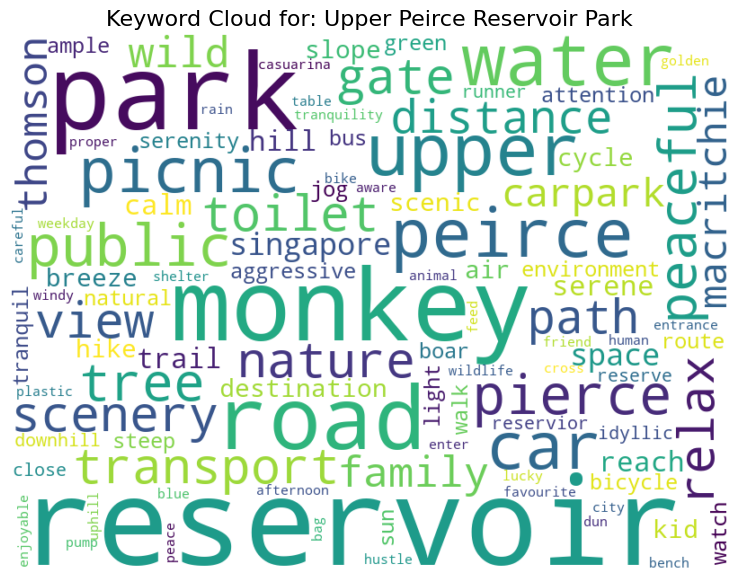 Keyword Cloud for: Upper Peirce Reservoir Park
ample
wild
slope
green
golden
casuarina
park
gate
water
runner
thomson
rain
table
attention
tranquility
distance
proper
serenity
hill
bus
upper
peaceful
macritchie
picnic
cycle
bike
jog
aware
carpark
careful
weekday
calm
toilet
scenic
public
singapore
peirce
breeze
shelter
aggressive
animal
air
environment
serene
tranquil
windy
natural
monkey
feed
path
entrance
view
hike
trail
nature
boar
friend
human
route
space
plastic
tree
destination
light
wildlife
cross
reserve
scenery
road
walk
pierce
relax
reservior
idyllic
downhill
steep
enter
car
close
transport
family
reach
lucky
bicycle
enjoyable
uphill
blue
afternoon
favourite
city
pump
peace
reservoir
bag
sun
hustle
dun
kid
bench
watch